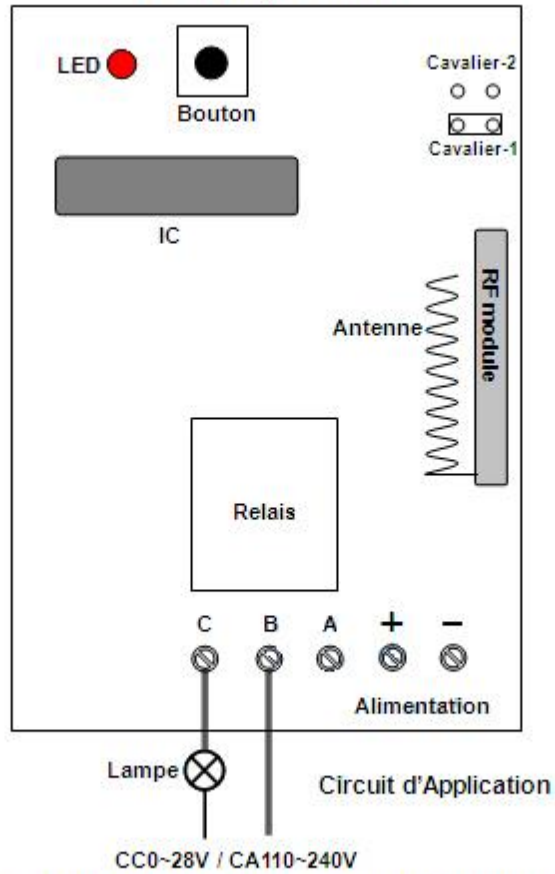 LED
Bouton
Cavalier-2
Cavalier-1
IC
RF module
Antenne
Relais
C B A + −
Alimentation
Lampe
Circuit d'Application
CC0~28V / CA110~240V